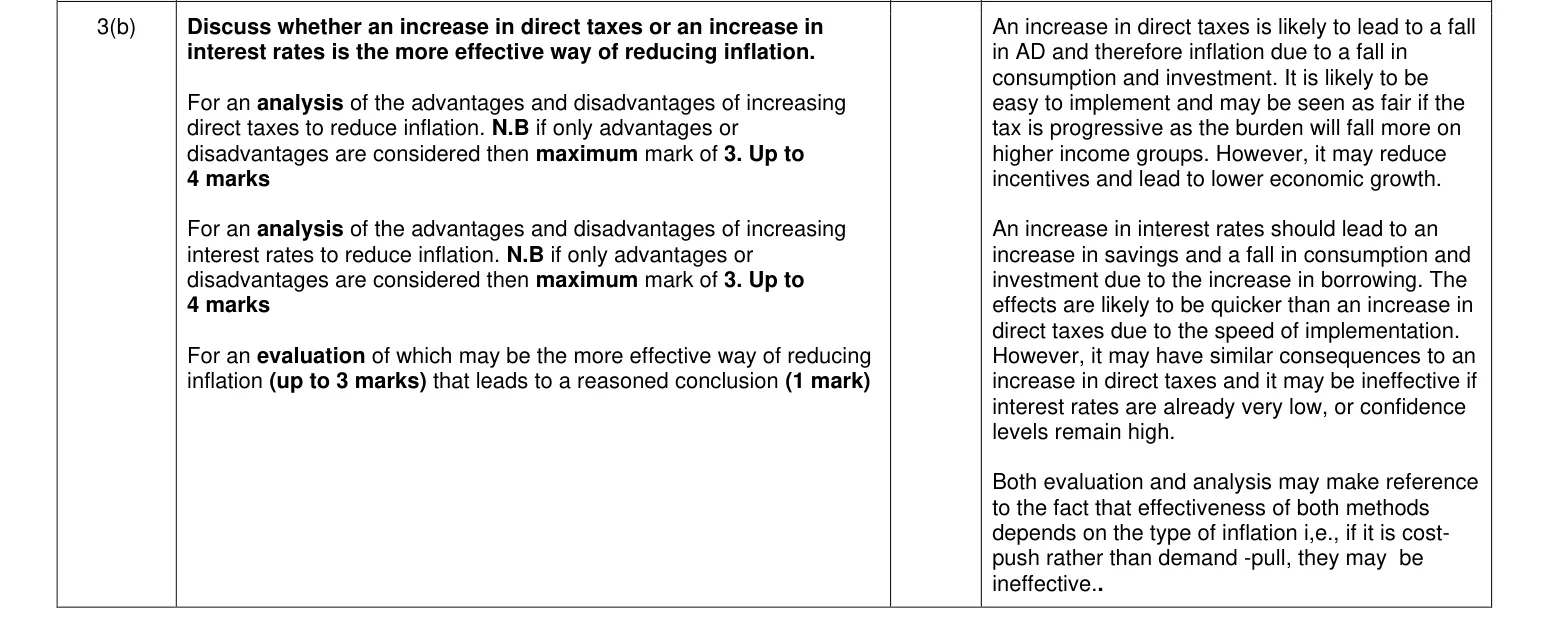 3(b)
Discuss whether an increase in direct taxes or an increase in
interest rates is the more effective way of reducing inflation.
For an analysis of the advantages and disadvantages of increasing
direct taxes to reduce inflation. N.B if only advantages or
disadvantages are considered then maximum mark of 3. Up to
4 marks
For an analysis of the advantages and disadvantages of increasing
interest rates to reduce inflation. N.B if only advantages or
disadvantages are considered then maximum mark of 3. Up to
4 marks
For an evaluation of which may be the more effective way of reducing
inflation (up to 3 marks) that leads to a reasoned conclusion (1 mark)
An increase in direct taxes is likely to lead to a fall
in AD and therefore inflation due to a fall in
consumption and investment. It is likely to be
easy to implement and may be seen as fair if the
tax is progressive as the burden will fall more on
higher income groups. However, it may reduce
incentives and lead to lower economic growth.
An increase in interest rates should lead to an
increase in savings and a fall in consumption and
investment due to the increase in borrowing. The
effects are likely to be quicker than an increase in
direct taxes due to the speed of implementation.
However, it may have similar consequences to an
increase in direct taxes and it may be ineffective if
interest rates are already very low, or confidence
levels remain high.
Both evaluation and analysis may make reference
to the fact that effectiveness of both methods
depends on the type of inflation i,e., if it is cost-
push rather than demand -pull, they may  be
ineffective..